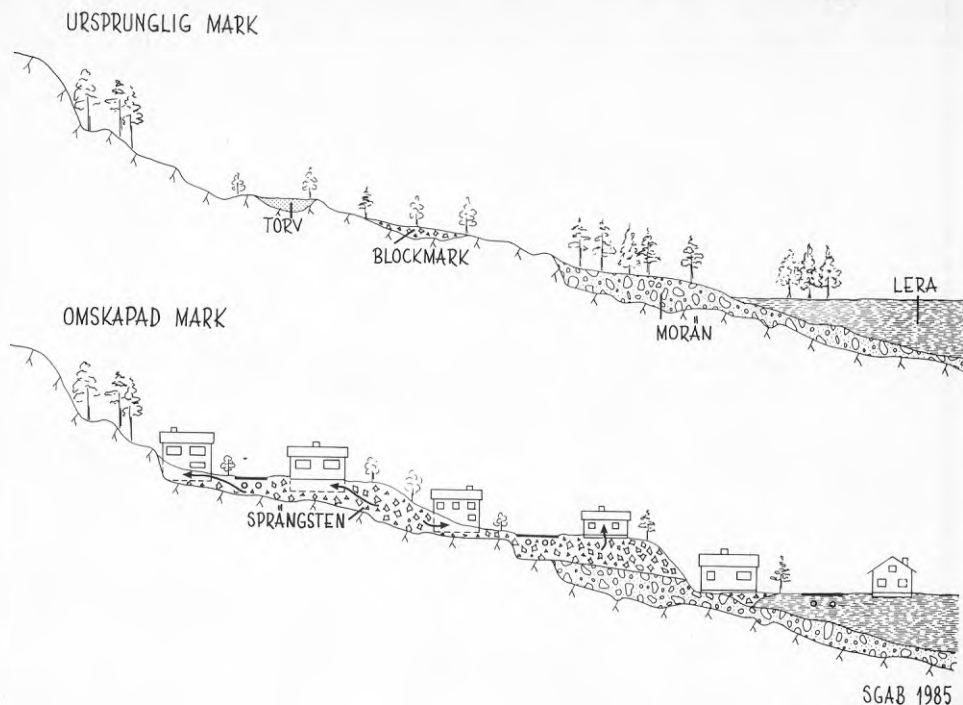 URSPRUNGLIG MARK
TORV
BLOCKMARK
LERA
MORÄN
OMSKAPAD MARK
SPRÄNGSTEN
SGAB 1985